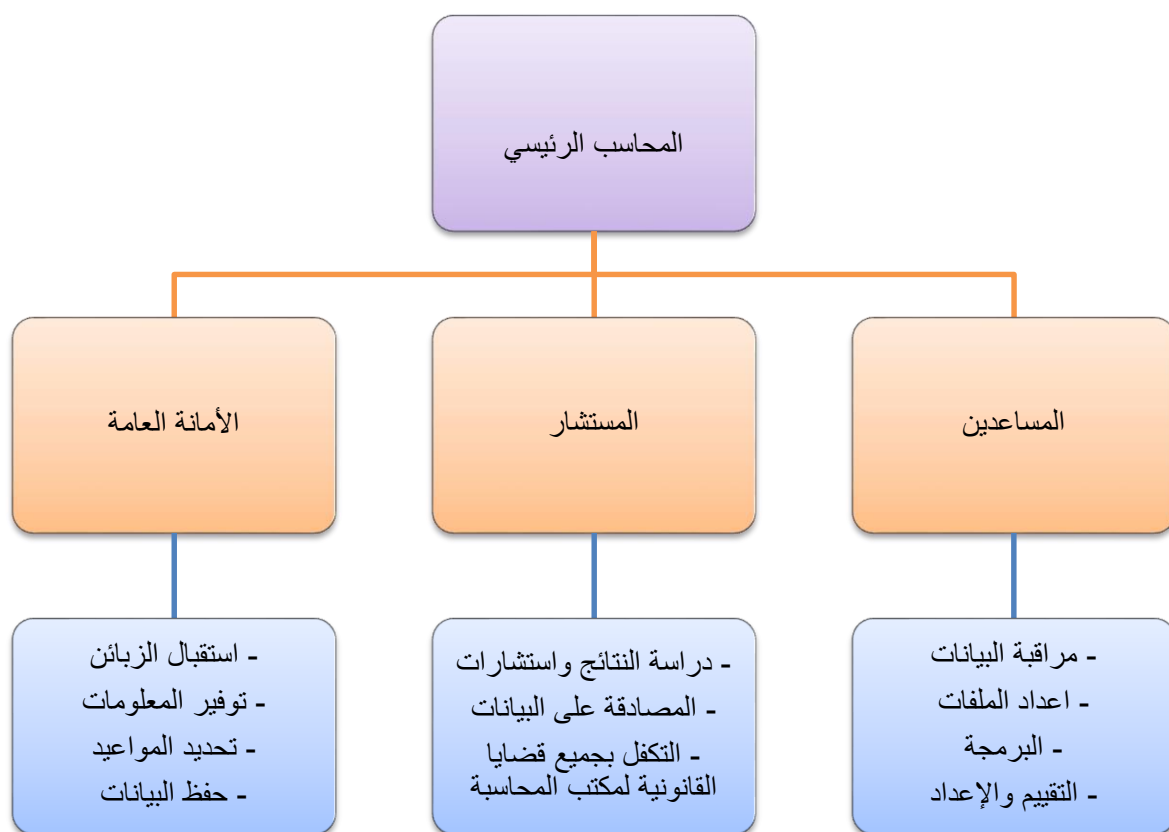 المحاسب الرئيسي
المساعدين
المستشار
الأمانة العامة
- مراقبة البيانات
- اعداد الملفات
- البرمجة
- التقييم والإعداد
- دراسة النتائج واستشارات
- المصادقة على البيانات
- التكفل بجميع قضايا
القانونية لمكتب المحاسبة
- استقبال الزبائن
- توفير المعلومات
- تحديد المواعيد
- حفظ البيانات